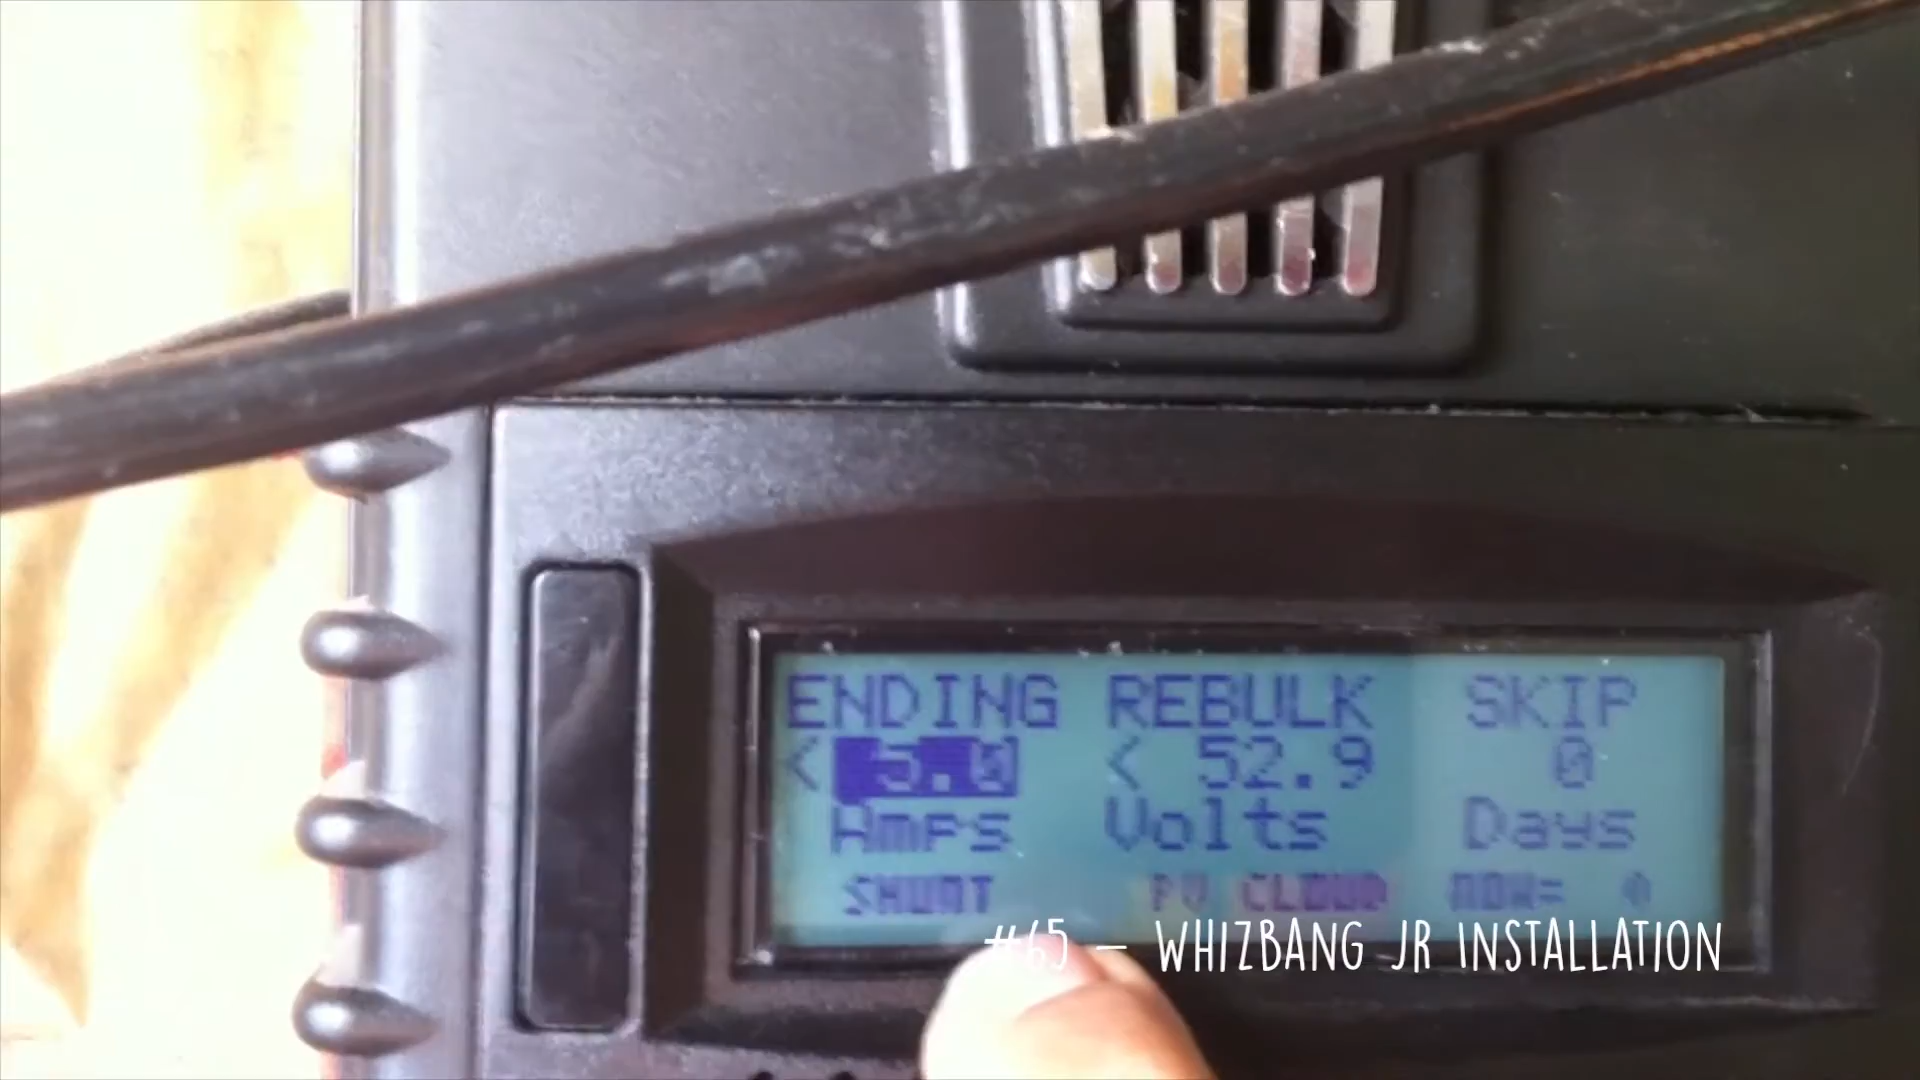 ENDING REBULK SKIP
< 5.0 < 52.9 0
Amps Volts Days
SHUNT PV CLOUD NOW= 0
#65 – WHIZBANG JR INSTALLATION